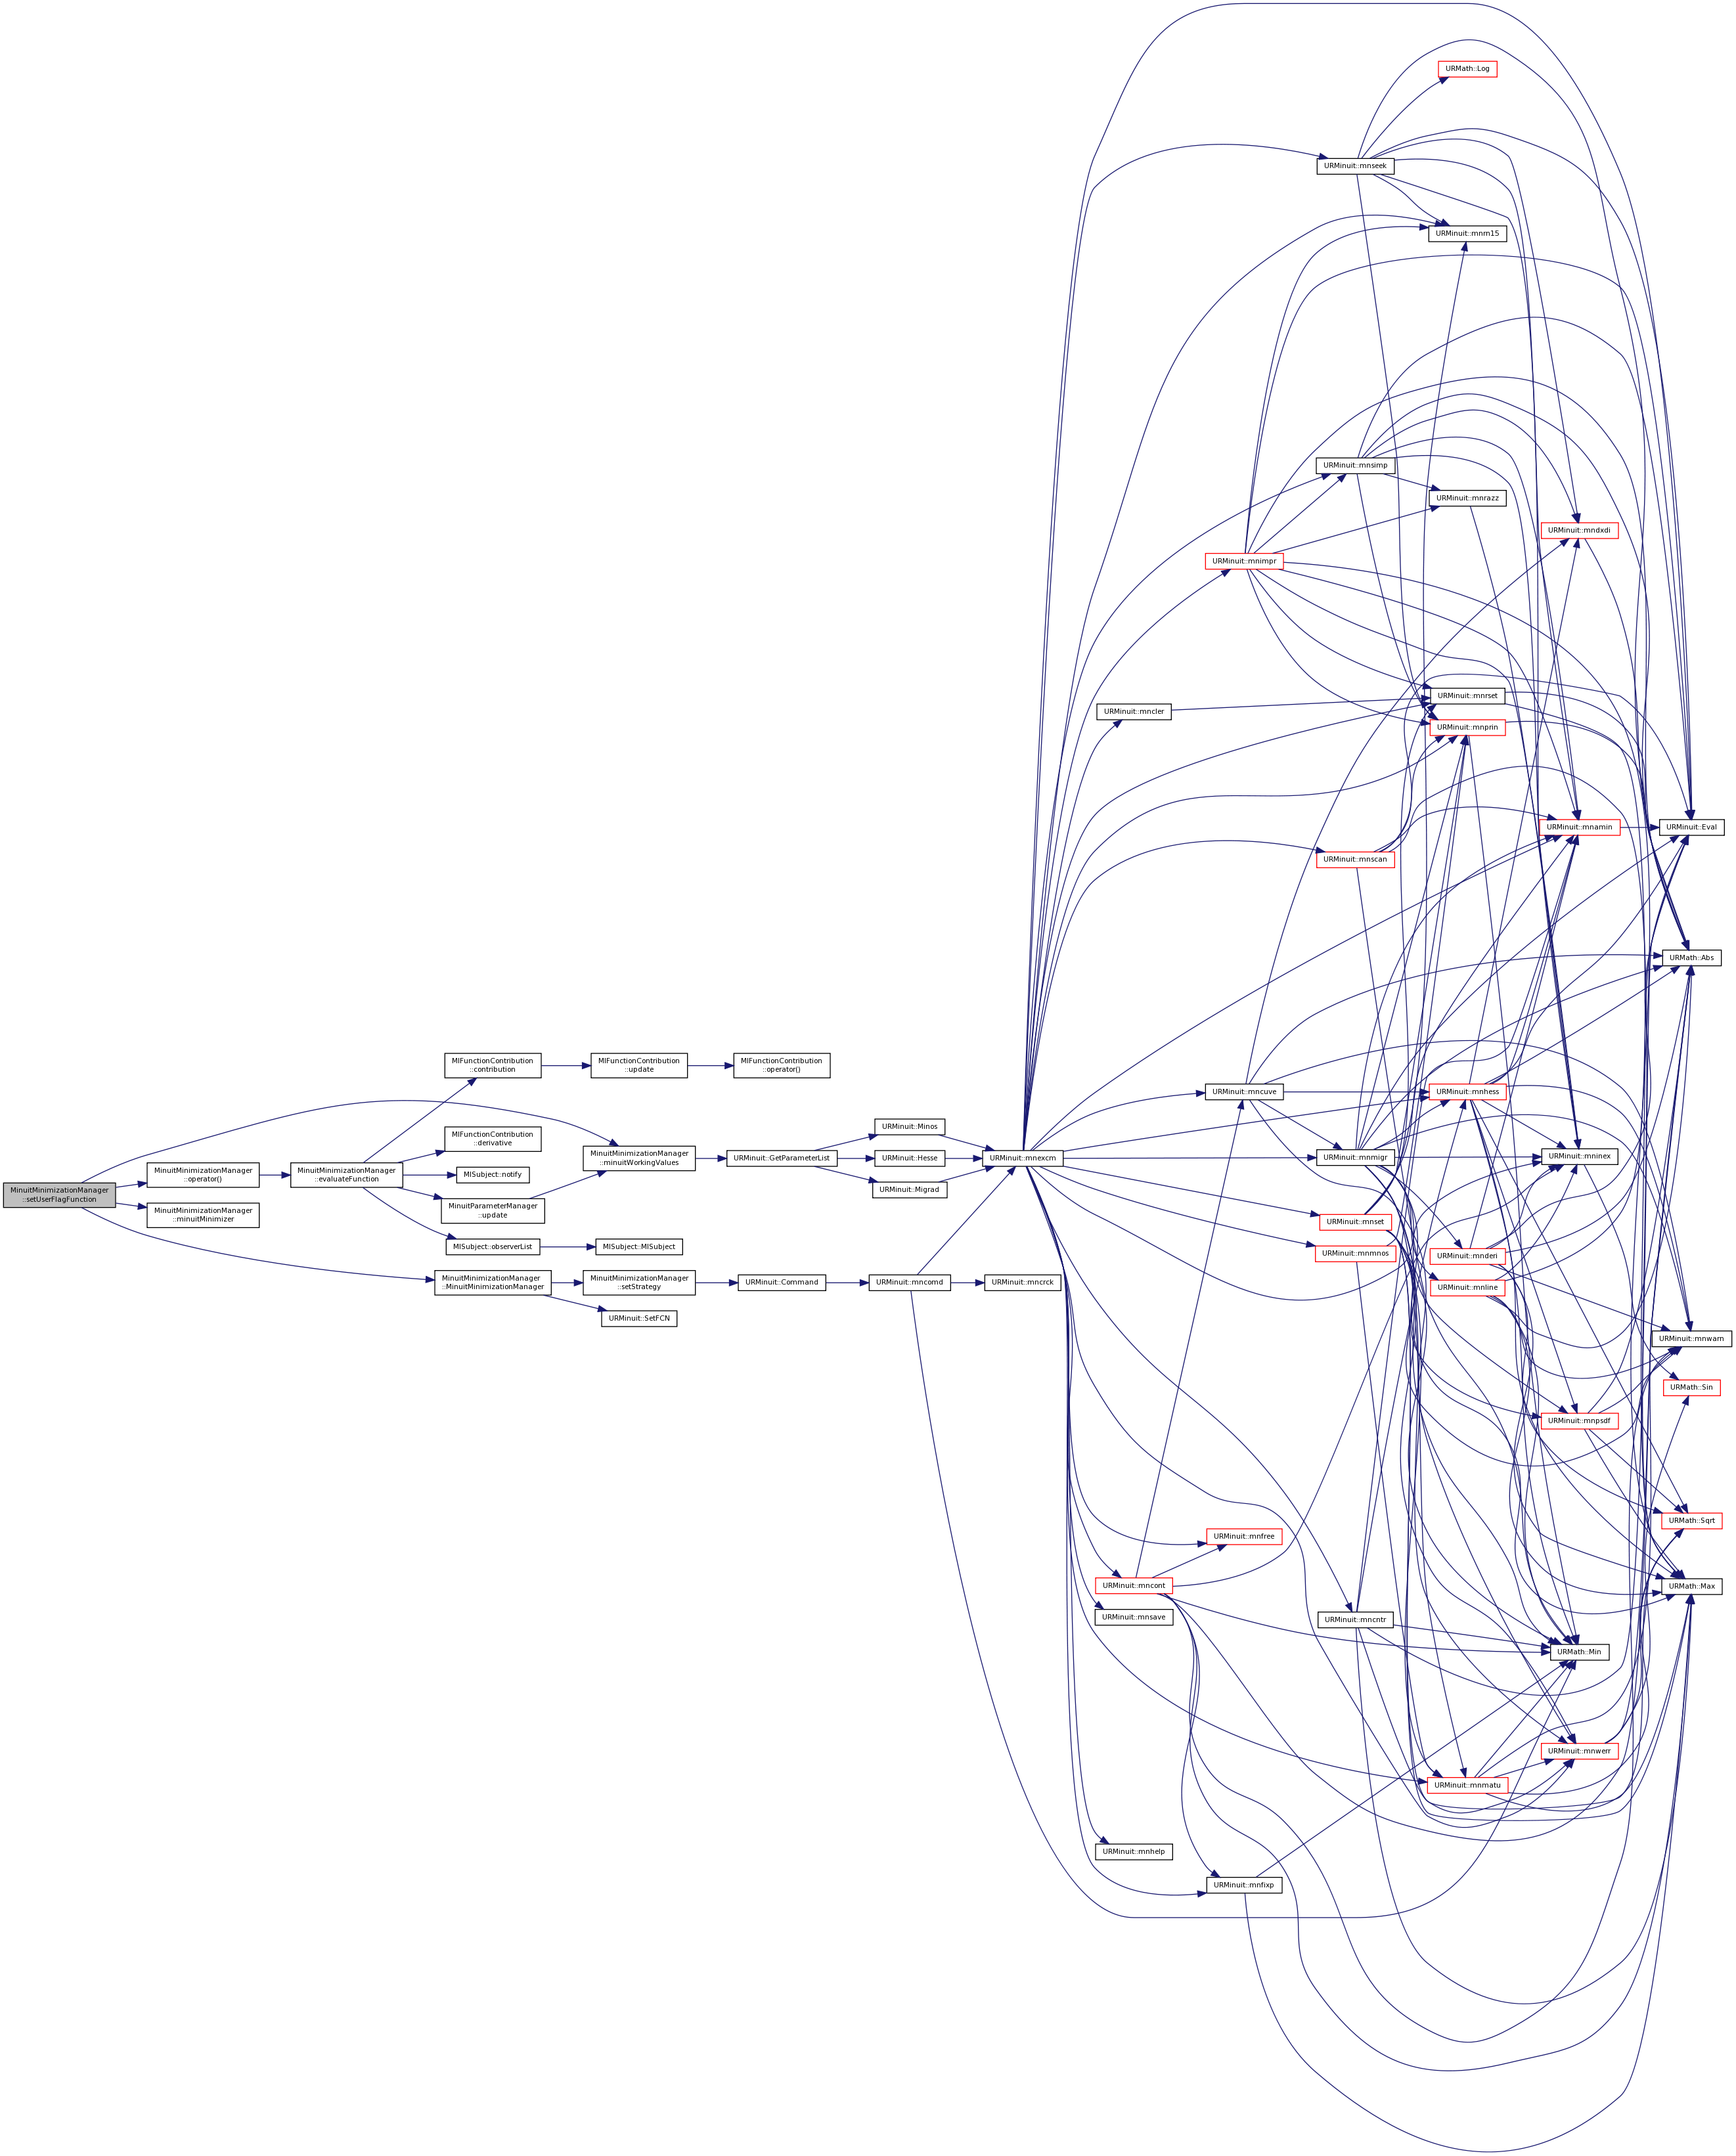 MinuitMinimizationManager
::setUserFlagFunction
MinuitMinimizationManager
::operator()
MinuitMinimizationManager
::minuitMinimizer
MinuitMinimizationManager
::evaluateFunction
MIFunctionContribution
::contribution
MIFunctionContribution
::derivative
MISubject::notify
MinuitParameterManager
::update
MISubject::observerList
MinuitMinimizationManager
::MinuitMinimizationManager
MIFunctionContribution
::update
MinuitMinimizationManager
::minuitWorkingValues
MISubject::MISubject
MinuitMinimizationManager
::setStrategy
URMinuit::SetFCN
MIFunctionContribution
::operator()
URMinuit::GetParameterList
URMinuit::Command
URMinuit::Minos
URMinuit::Hesse
URMinuit::Migrad
URMinuit::mncomd
URMinuit::mnexcm
URMinuit::mncrck
URMinuit::mncler
URMinuit::mncont
URMinuit::mnsave
URMinuit::mnhelp
URMinuit::mnimpr
URMinuit::mncuve
URMinuit::mnfree
URMinuit::mnfixp
URMinuit::mnseek
URMinuit::mnsimp
URMinuit::mnscan
URMinuit::mnmigr
URMinuit::mnset
URMinuit::mnmnos
URMinuit::mncntr
URMath::Log
URMinuit::mnrn15
URMinuit::mnrazz
URMinuit::mnrset
URMinuit::mnprin
URMinuit::mnhess
URMinuit::mnderi
URMinuit::mnline
URMinuit::mnmatu
URMinuit::mndxdi
URMinuit::mnamin
URMinuit::mninex
URMinuit::mnpsdf
URMath::Min
URMinuit::mnwerr
URMinuit::Eval
URMath::Abs
URMinuit::mnwarn
URMath::Sin
URMath::Sqrt
URMath::Max